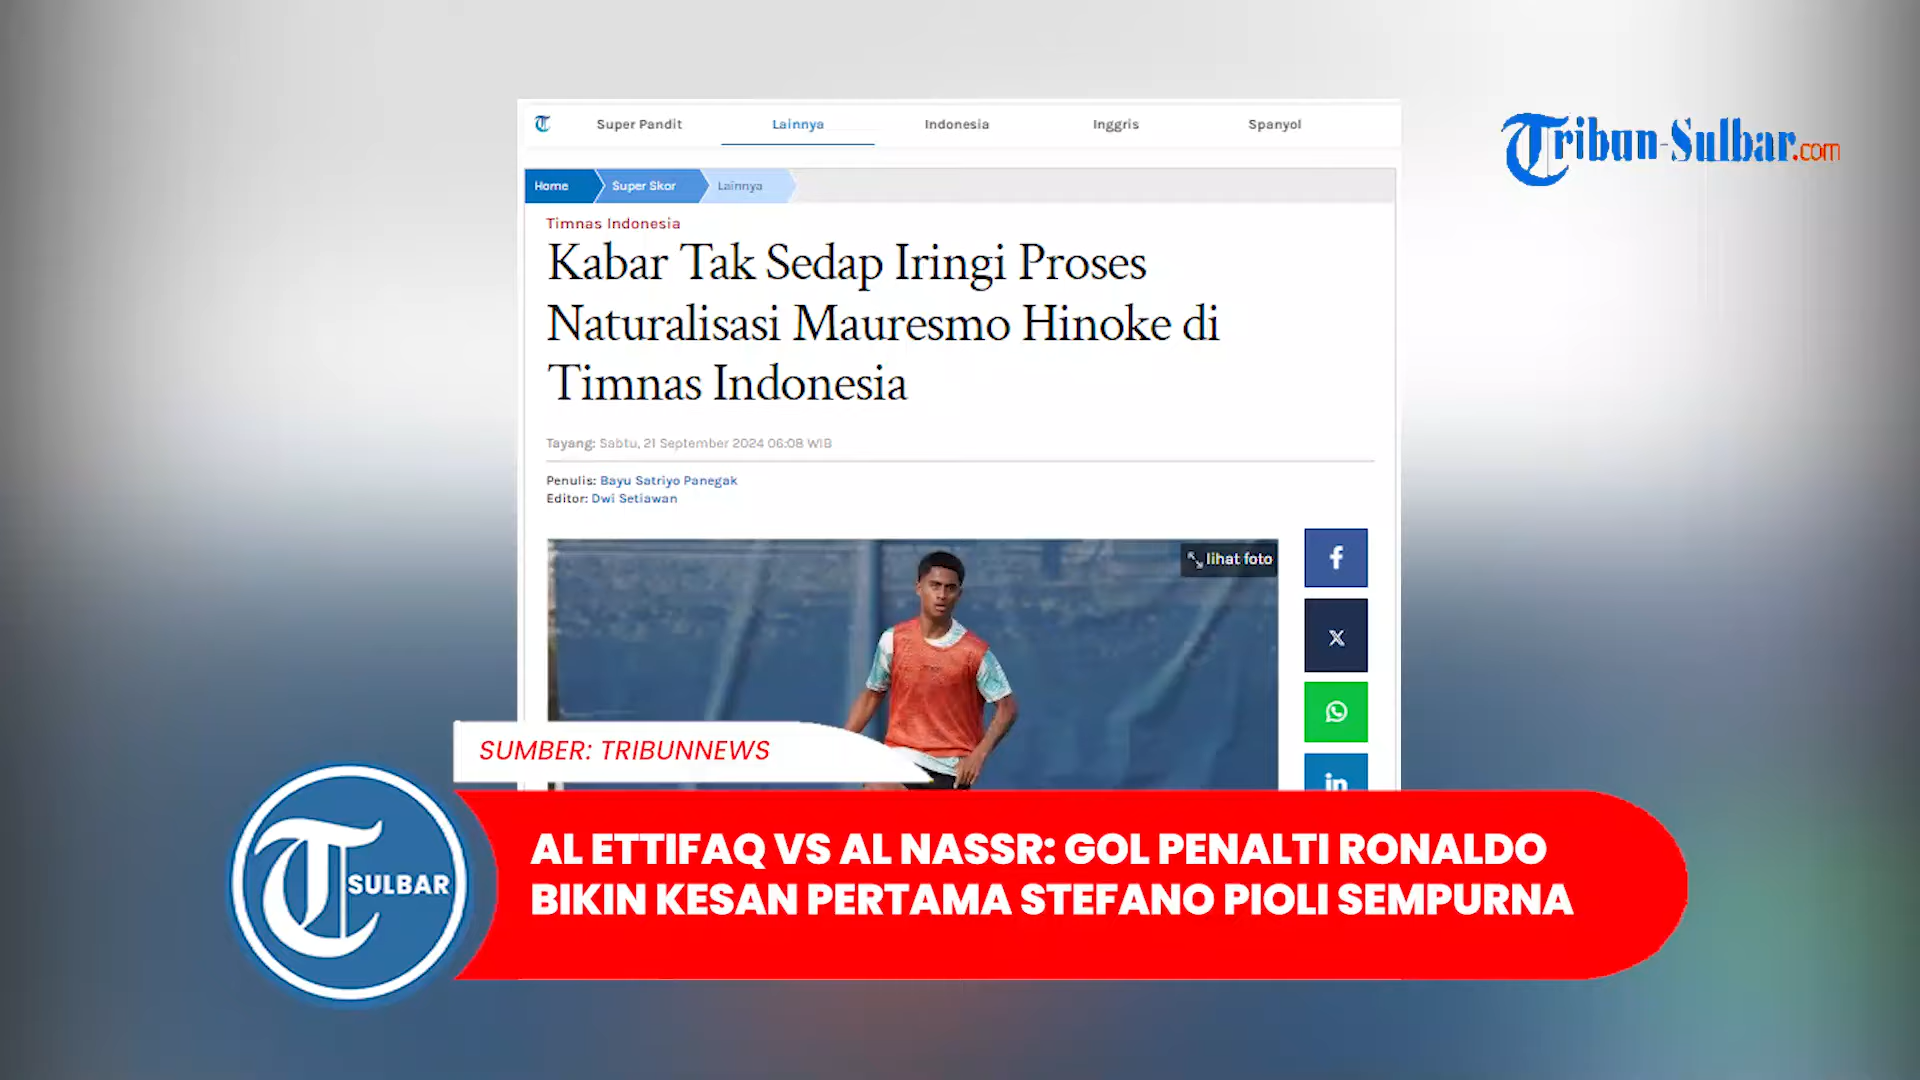 Super Pandit
Lainnya
Indonesia
Inggris
Spanyol
Tribun-Sulbar.com
Home
Super Skor
Lainnya
Timnas Indonesia
Kabar Tak Sedap Iringi Proses
Naturalisasi Mauresmo Hinoke di
Timnas Indonesia
Tayang: Sabtu, 21 September 2024 06:08 WIB
Penulis: Bayu Satriyo Panegak
Editor: Dwi Setiawan
lihat foto
f
X
in
SUMBER: TRIBUNNEWS
T SULBAR
AL ETTIFAQ VS AL NASSR: GOL PENALTI RONALDO
BIKIN KESAN PERTAMA STEFANO PIOLI SEMPURNA